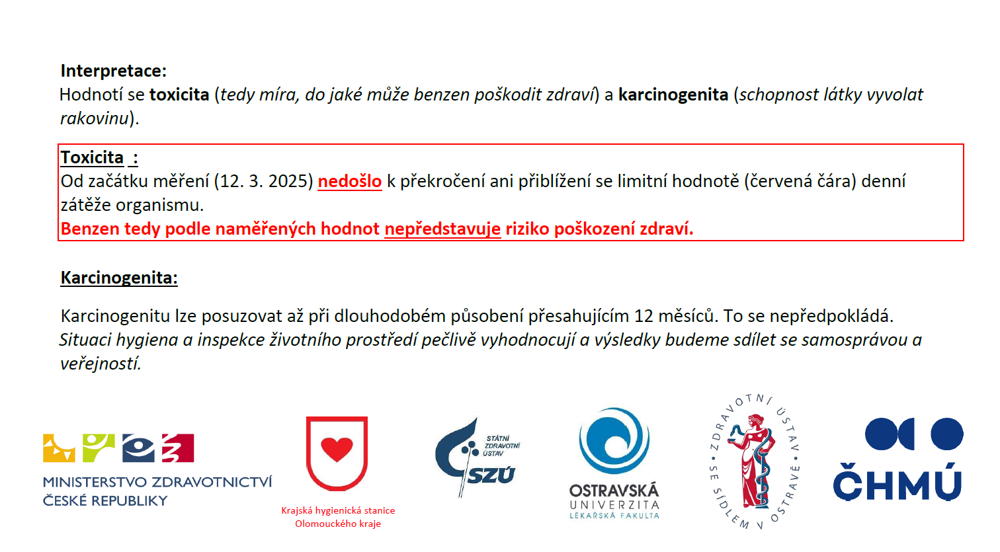 Interpretace:
Hodnotí se toxicita (tedy míra, do jaké může benzen poškodit zdraví) a karcinogenita (schopnost látky vyvolat
rakovinu).
Toxicita :
Od začátku měření (12. 3. 2025) nedošlo k překročení ani přiblížení se limitní hodnotě (červená čára) denní
zátěže organismu.
Benzen tedy podle naměřených hodnot nepředstavuje riziko poškození zdraví.
Karcinogenita:
Karcinogenitu lze posuzovat až při dlouhodobém působení přesahujícím 12 měsíců. To se nepředpokládá.
Situaci hygiena a inspekce životního prostředí pečlivě vyhodnocují a výsledky budeme sdílet se samosprávou a
veřejností.
MINISTERSTVO ZDRAVOTNICTVÍ
ČESKÉ REPUBLIKY
Krajská hygienická stanice
Olomouckého kraje
STÁTNÍ
ZDRAVOTNÍ
ÚSTAV
SZÚ
OSTRAVSKÁ
UNIVERZITA
LÉKAŘSKÁ FAKULTA
• ZDRAVOTNÍ ÚSTAV •
SE SÍDLEM V OSTRAVĚ
ČHMÚ